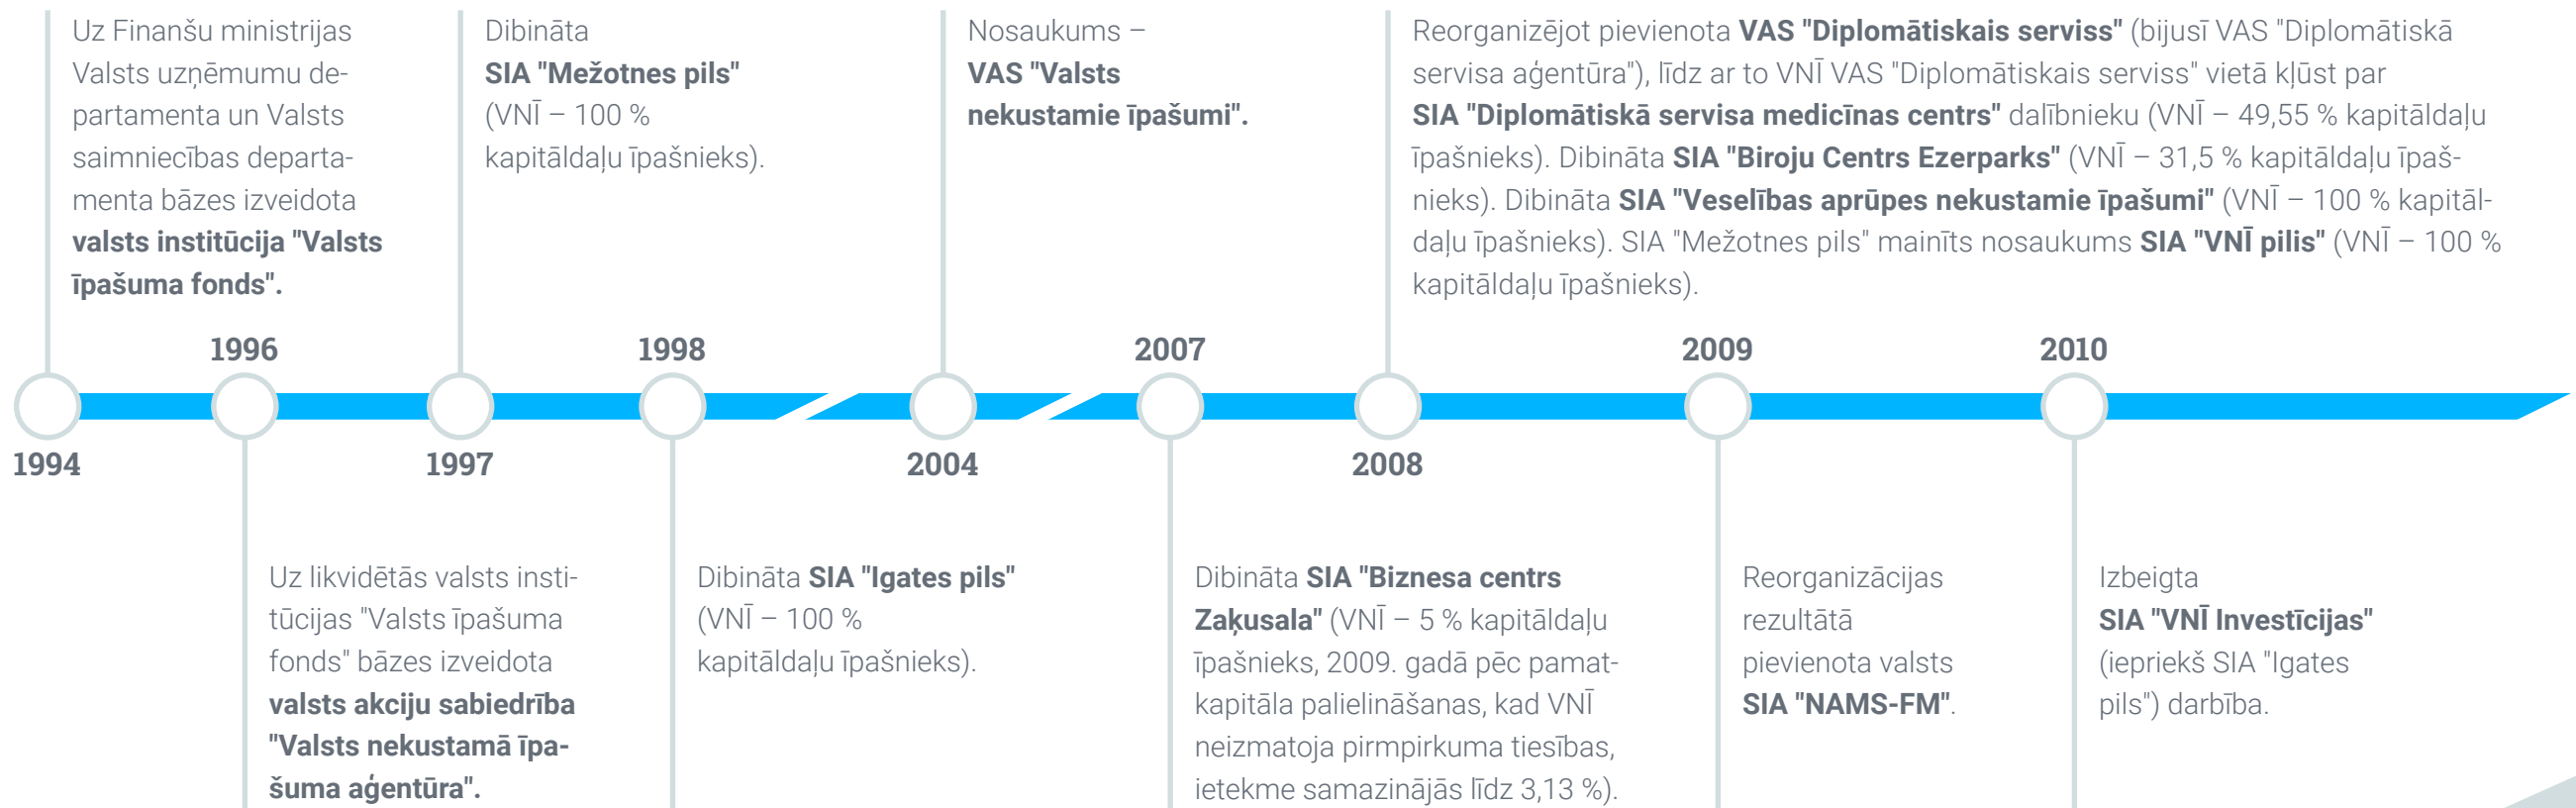 Uz Finanšu ministrijas
Valsts uzņēmumu de-
partamenta un Valsts
saimniecības departa-
menta bāzes izveidota
valsts institūcija "Valsts
īpašuma fonds".
Dibināta
SIA "Mežotnes pils"
(VNĪ – 100 %
kapitāldaļu īpašnieks).
Nosaukums –
VAS "Valsts
nekustamie īpašumi".
Reorganizējot pievienota VAS "Diplomātiskais serviss" (bijusī VAS "Diplomātiskā
servisa aģentūra"), līdz ar to VNĪ VAS "Diplomātiskais serviss" vietā kļūst par
SIA "Diplomātiskā servisa medicīnas centrs" dalībnieku (VNĪ – 49,55 % kapitāldaļu
īpašnieks). Dibināta SIA "Biroju Centrs Ezerparks" (VNĪ – 31,5 % kapitāldaļu īpaš-
nieks). Dibināta SIA "Veselības aprūpes nekustamie īpašumi" (VNĪ – 100 % kapitāl-
daļu īpašnieks). SIA "Mežotnes pils" mainīts nosaukums SIA "VNĪ pilis" (VNĪ – 100 %
kapitāldaļu īpašnieks).
1996
1998
2007
2009
2010
1994
1997
2004
2008
Uz likvidētās valsts insti-
tūcijas "Valsts īpašuma
fonds" bāzes izveidota
valsts akciju sabiedrība
"Valsts nekustamā īpa-
šuma aģentūra".
Dibināta SIA "Igates pils"
(VNĪ – 100 %
kapitāldaļu īpašnieks).
Dibināta SIA "Biznesa centrs
Zaķusala" (VNĪ – 5 % kapitāldaļu
īpašnieks, 2009. gadā pēc pamat-
kapitāla palielināšanas, kad VNĪ
neizmatoja pirmpirkuma tiesības,
ietekme samazinājās līdz 3,13 %).
Reorganizācijas
rezultātā
pievienota valsts
SIA "NAMS-FM".
Izbeigta
SIA "VNĪ Investīcijas"
(iepriekš SIA "Igates
pils") darbība.